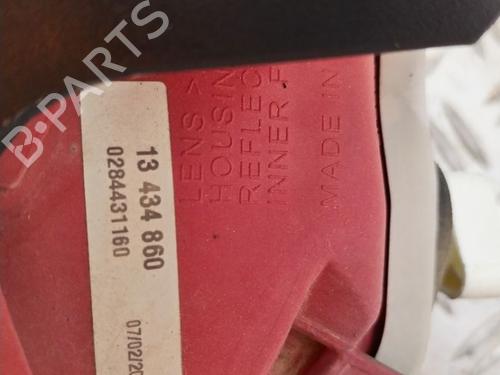 13 434 860
0284431160
07/02/20
LENS >
HOUSIN
REFLEC
INNER F
MADE IN
B-PARTS